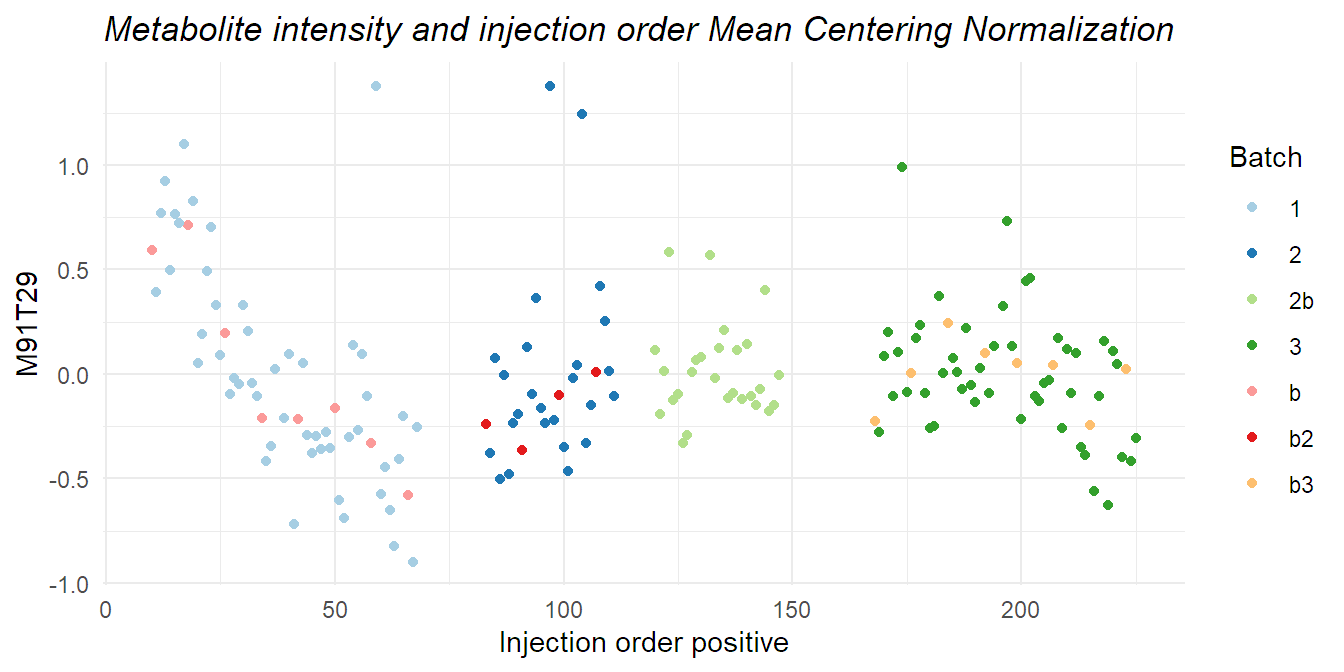 Metabolite intensity and injection order Mean Centering Normalization
M91T29
1.0
0.5
0.0
-0.5
-1.0
0 50 100 150 200
Injection order positive
Batch
1
2
2b
3
b
b2
b3